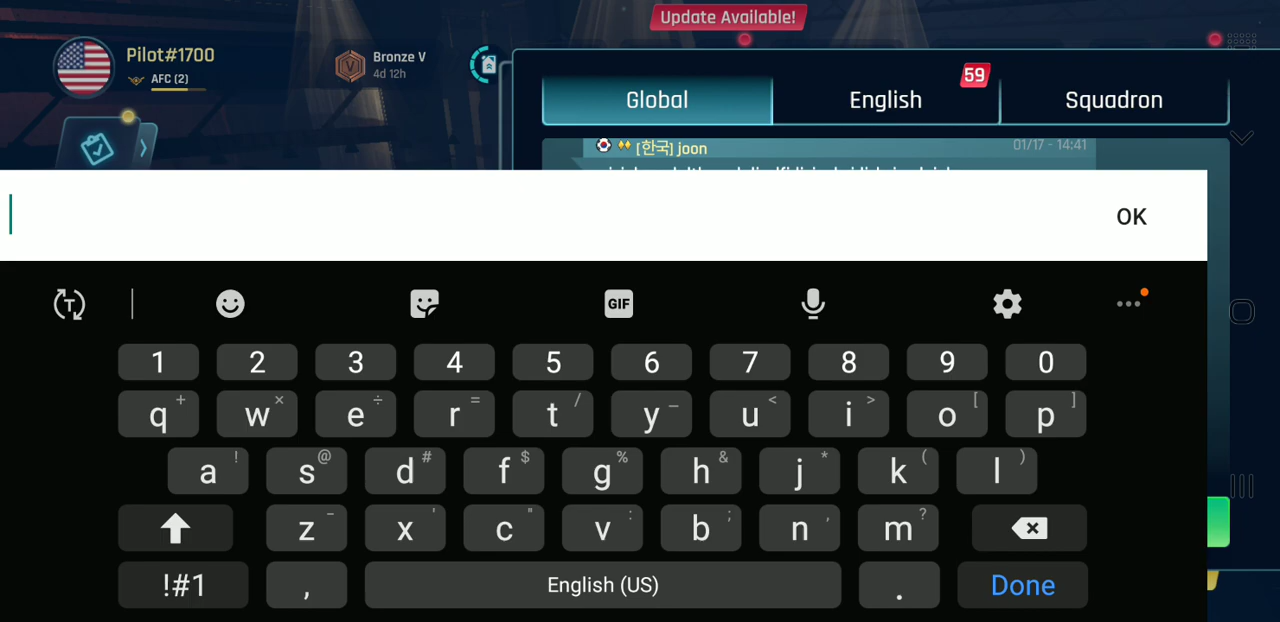 Update Available!
Pilot#1700
AFC (2)
Bronze V
4d 12h
59
Global
English
Squadron
[한국] joon
01/17 - 14:41
OK
T
GIF
1 2 3 4 5 6 7 8 9 0
q + w × e ÷ r = t / y _ u < i > o [ p ]
a ! s @ d # f $ g % h & j * k ( l )
z - x ' c " v : b ; n , m ?
!#1 , English (US) . Done